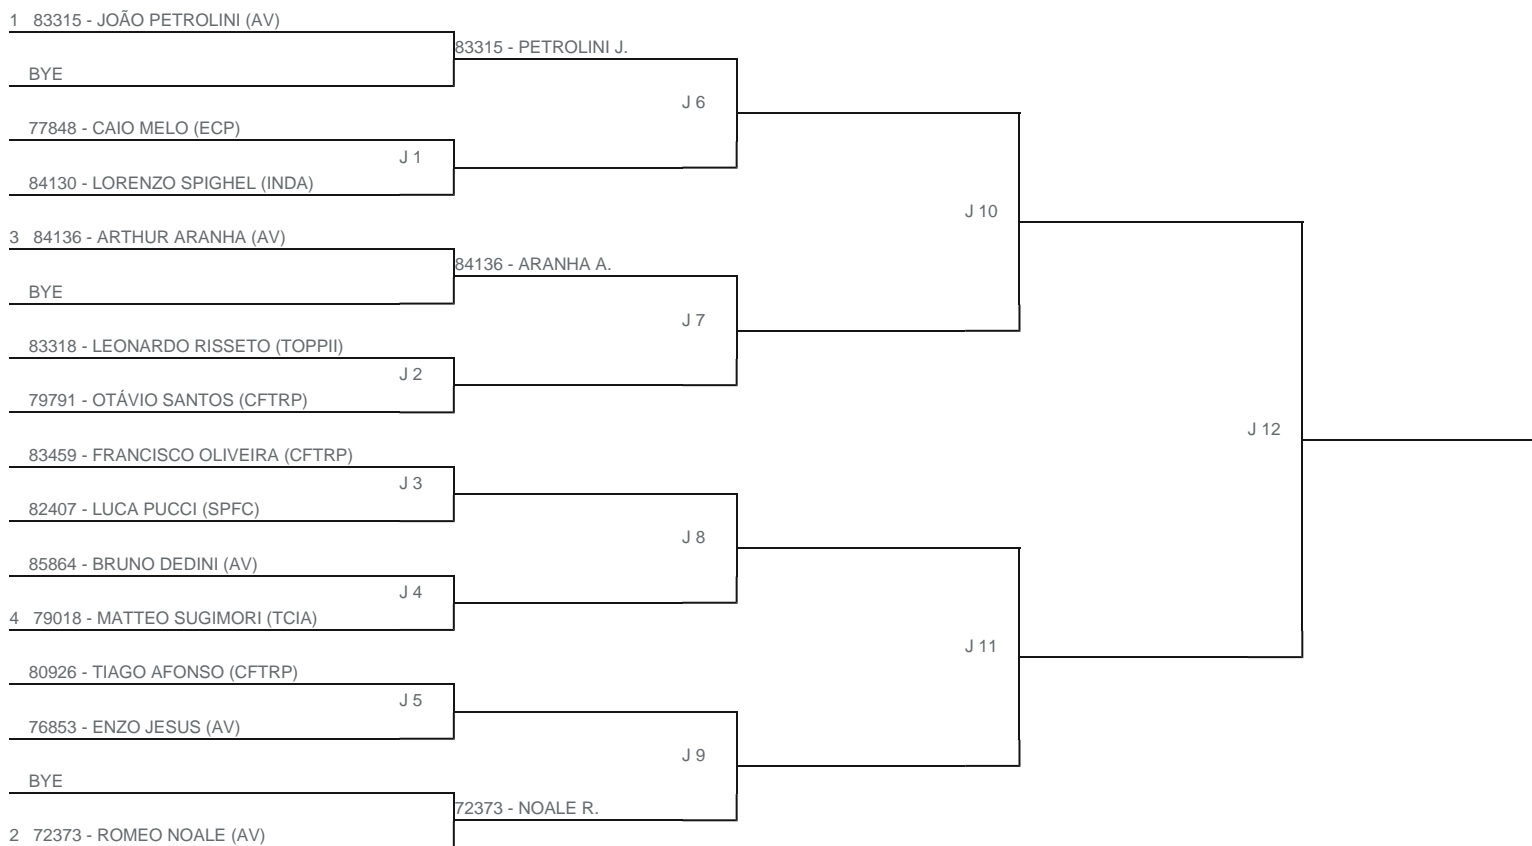 1 83315 - JOÃO PETROLINI (AV)
83315 - PETROLINI J.
BYE
J 6
77848 - CAIO MELO (ECP)
J 1
84130 - LORENZO SPIGHEL (INDA)
J 10
3 84136 - ARTHUR ARANHA (AV)
84136 - ARANHA A.
BYE
J 7
83318 - LEONARDO RISSETO (TOPPII)
J 2
79791 - OTÁVIO SANTOS (CFTRP)
J 12
83459 - FRANCISCO OLIVEIRA (CFTRP)
J 3
82407 - LUCA PUCCI (SPFC)
J 8
85864 - BRUNO DEDINI (AV)
J 4
4 79018 - MATTEO SUGIMORI (TCIA)
J 11
80926 - TIAGO AFONSO (CFTRP)
J 5
76853 - ENZO JESUS (AV)
J 9
BYE
72373 - NOALE R.
2 72373 - ROMEO NOALE (AV)